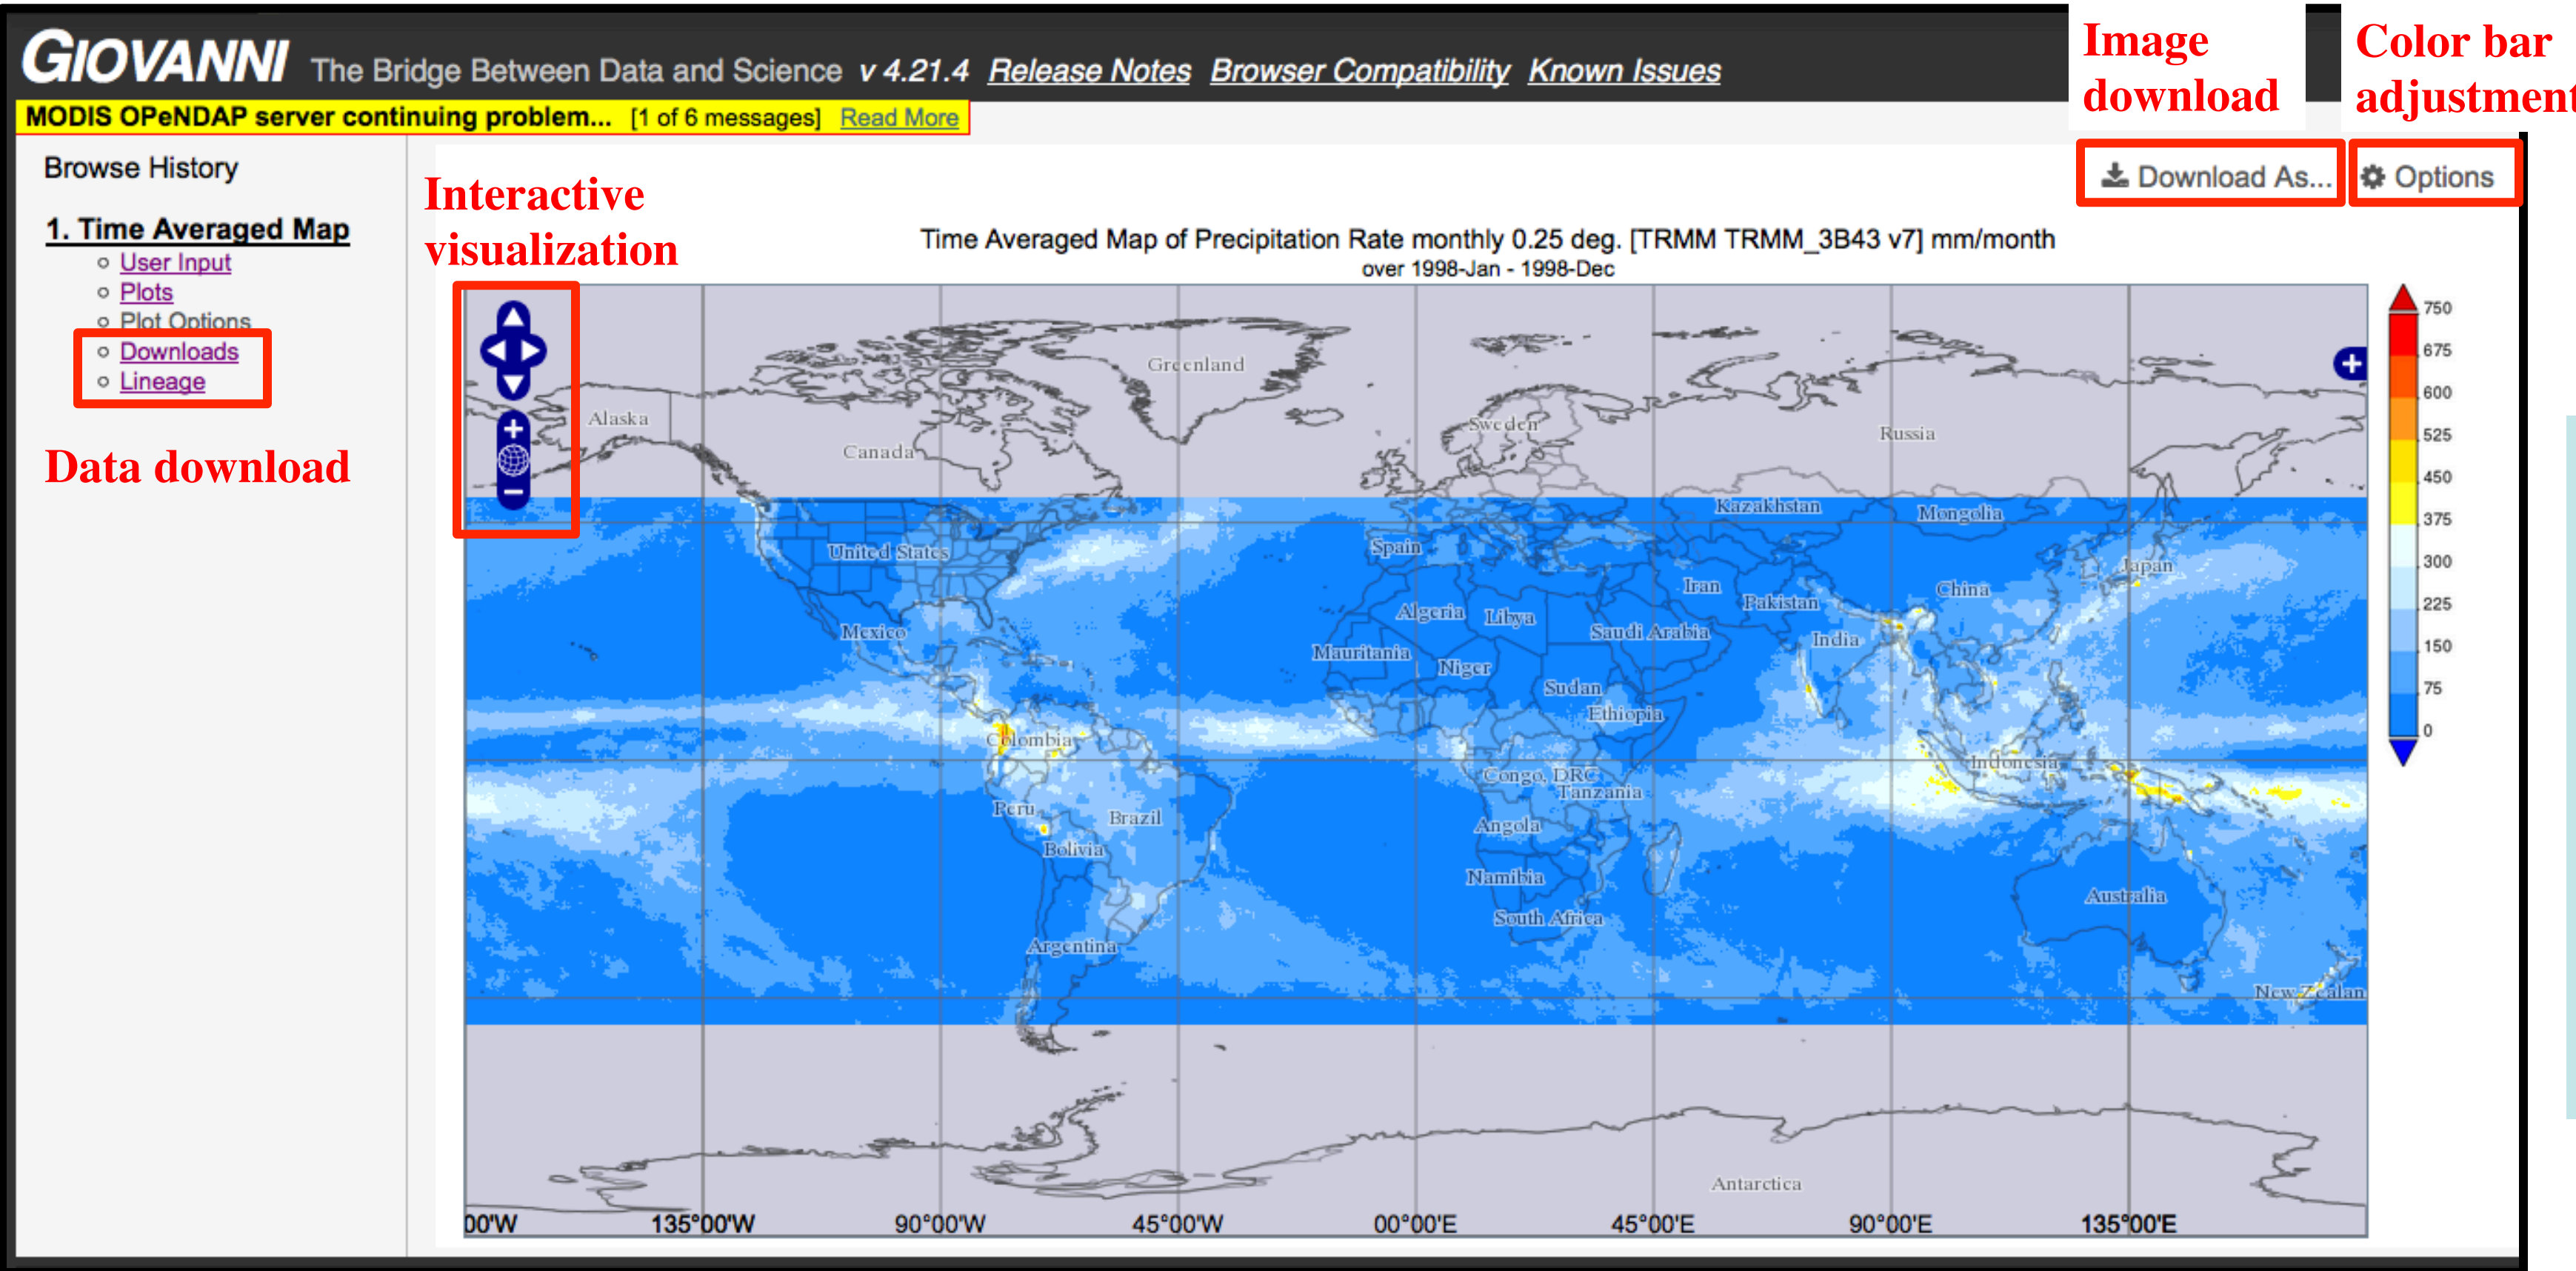 GIOVANNI The Bridge Between Data and Science v 4.21.4 Release Notes Browser Compatibility Known Issues
Image
download
Color bar
adjustment
MODIS OPeNDAP server continuing problem... [1 of 6 messages] Read More
Browse History
1. Time Averaged Map
User Input
Plots
Plot Options
Downloads
Lineage
Data download
Interactive
visualization
Download As...
Options
Time Averaged Map of Precipitation Rate monthly 0.25 deg. [TRMM TRMM_3B43 v7] mm/month
over 1998-Jan - 1998-Dec
750
675
600
525
450
375
300
225
150
75
0
Greenland
Alaska
Canada
Sweden
Russia
Kazakhstan
Mongolia
United States
Spain
Japan
Iran
China
Pakistan
Algeria
Libya
Mexico
Saudi Arabia
India
Mauritania
Niger
Sudan
Ethiopia
Colombia
Indonesia
Congo, DRC
Tanzania
Peru
Brazil
Angola
Bolivia
Namibia
Australia
South Africa
Argentina
New Zealan
Antarctica
00'W 135°00'W 90°00'W 45°00'W 00°00'E 45°00'E 90°00'E 135°00'E